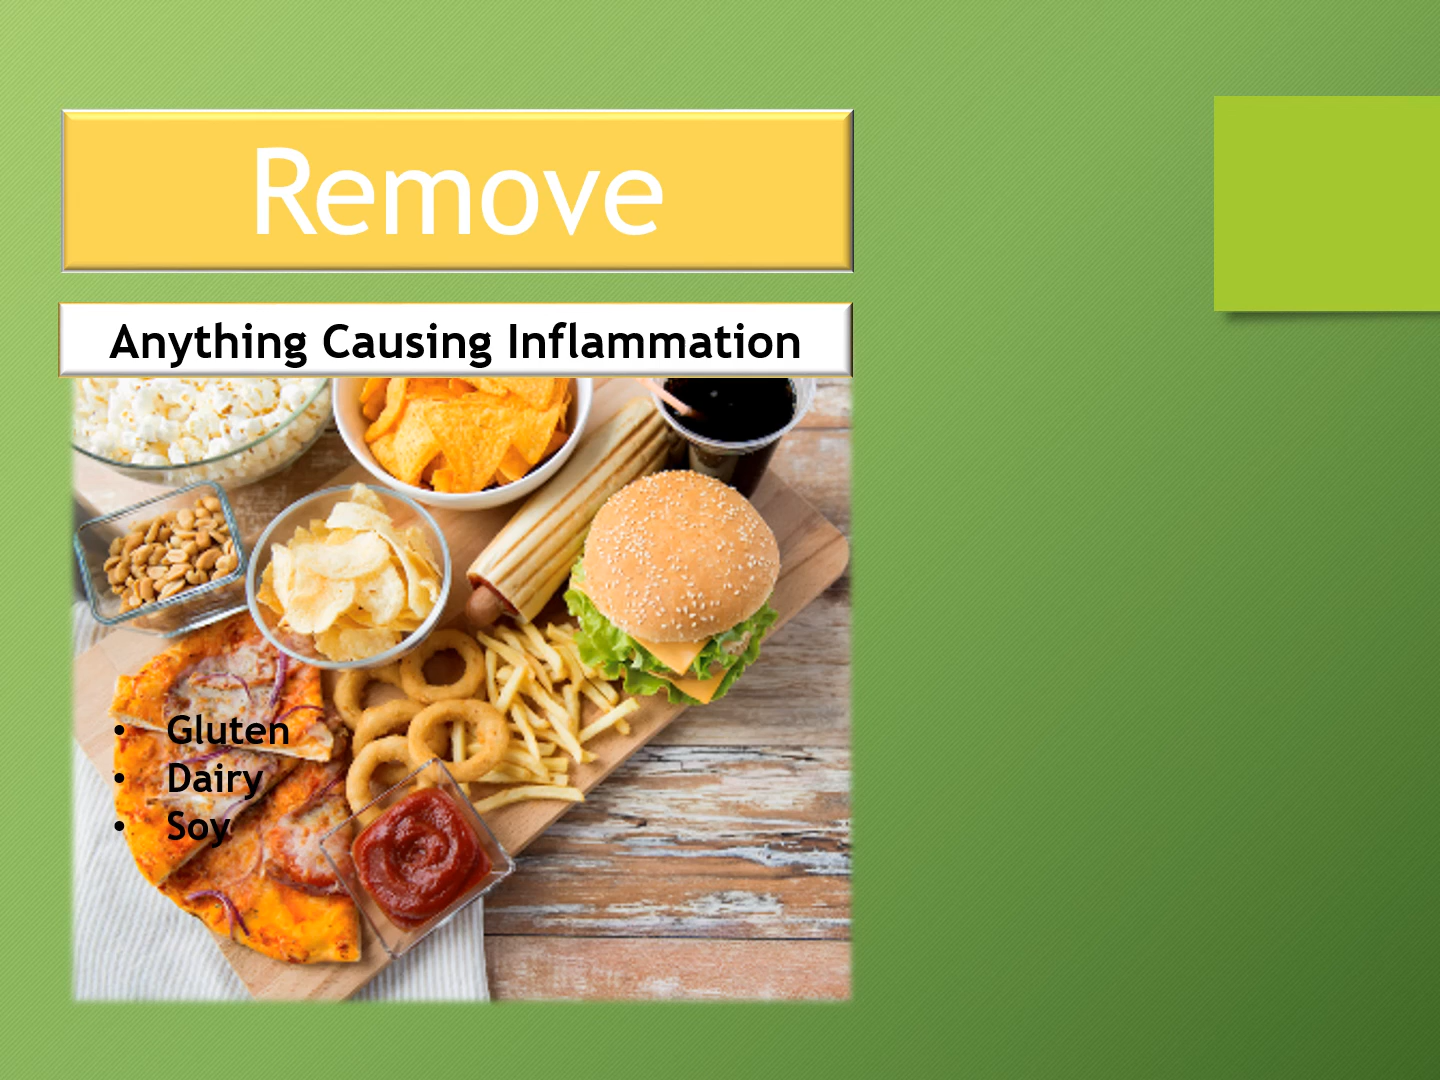 Remove
Anything Causing Inflammation
• Gluten
• Dairy
• Soy